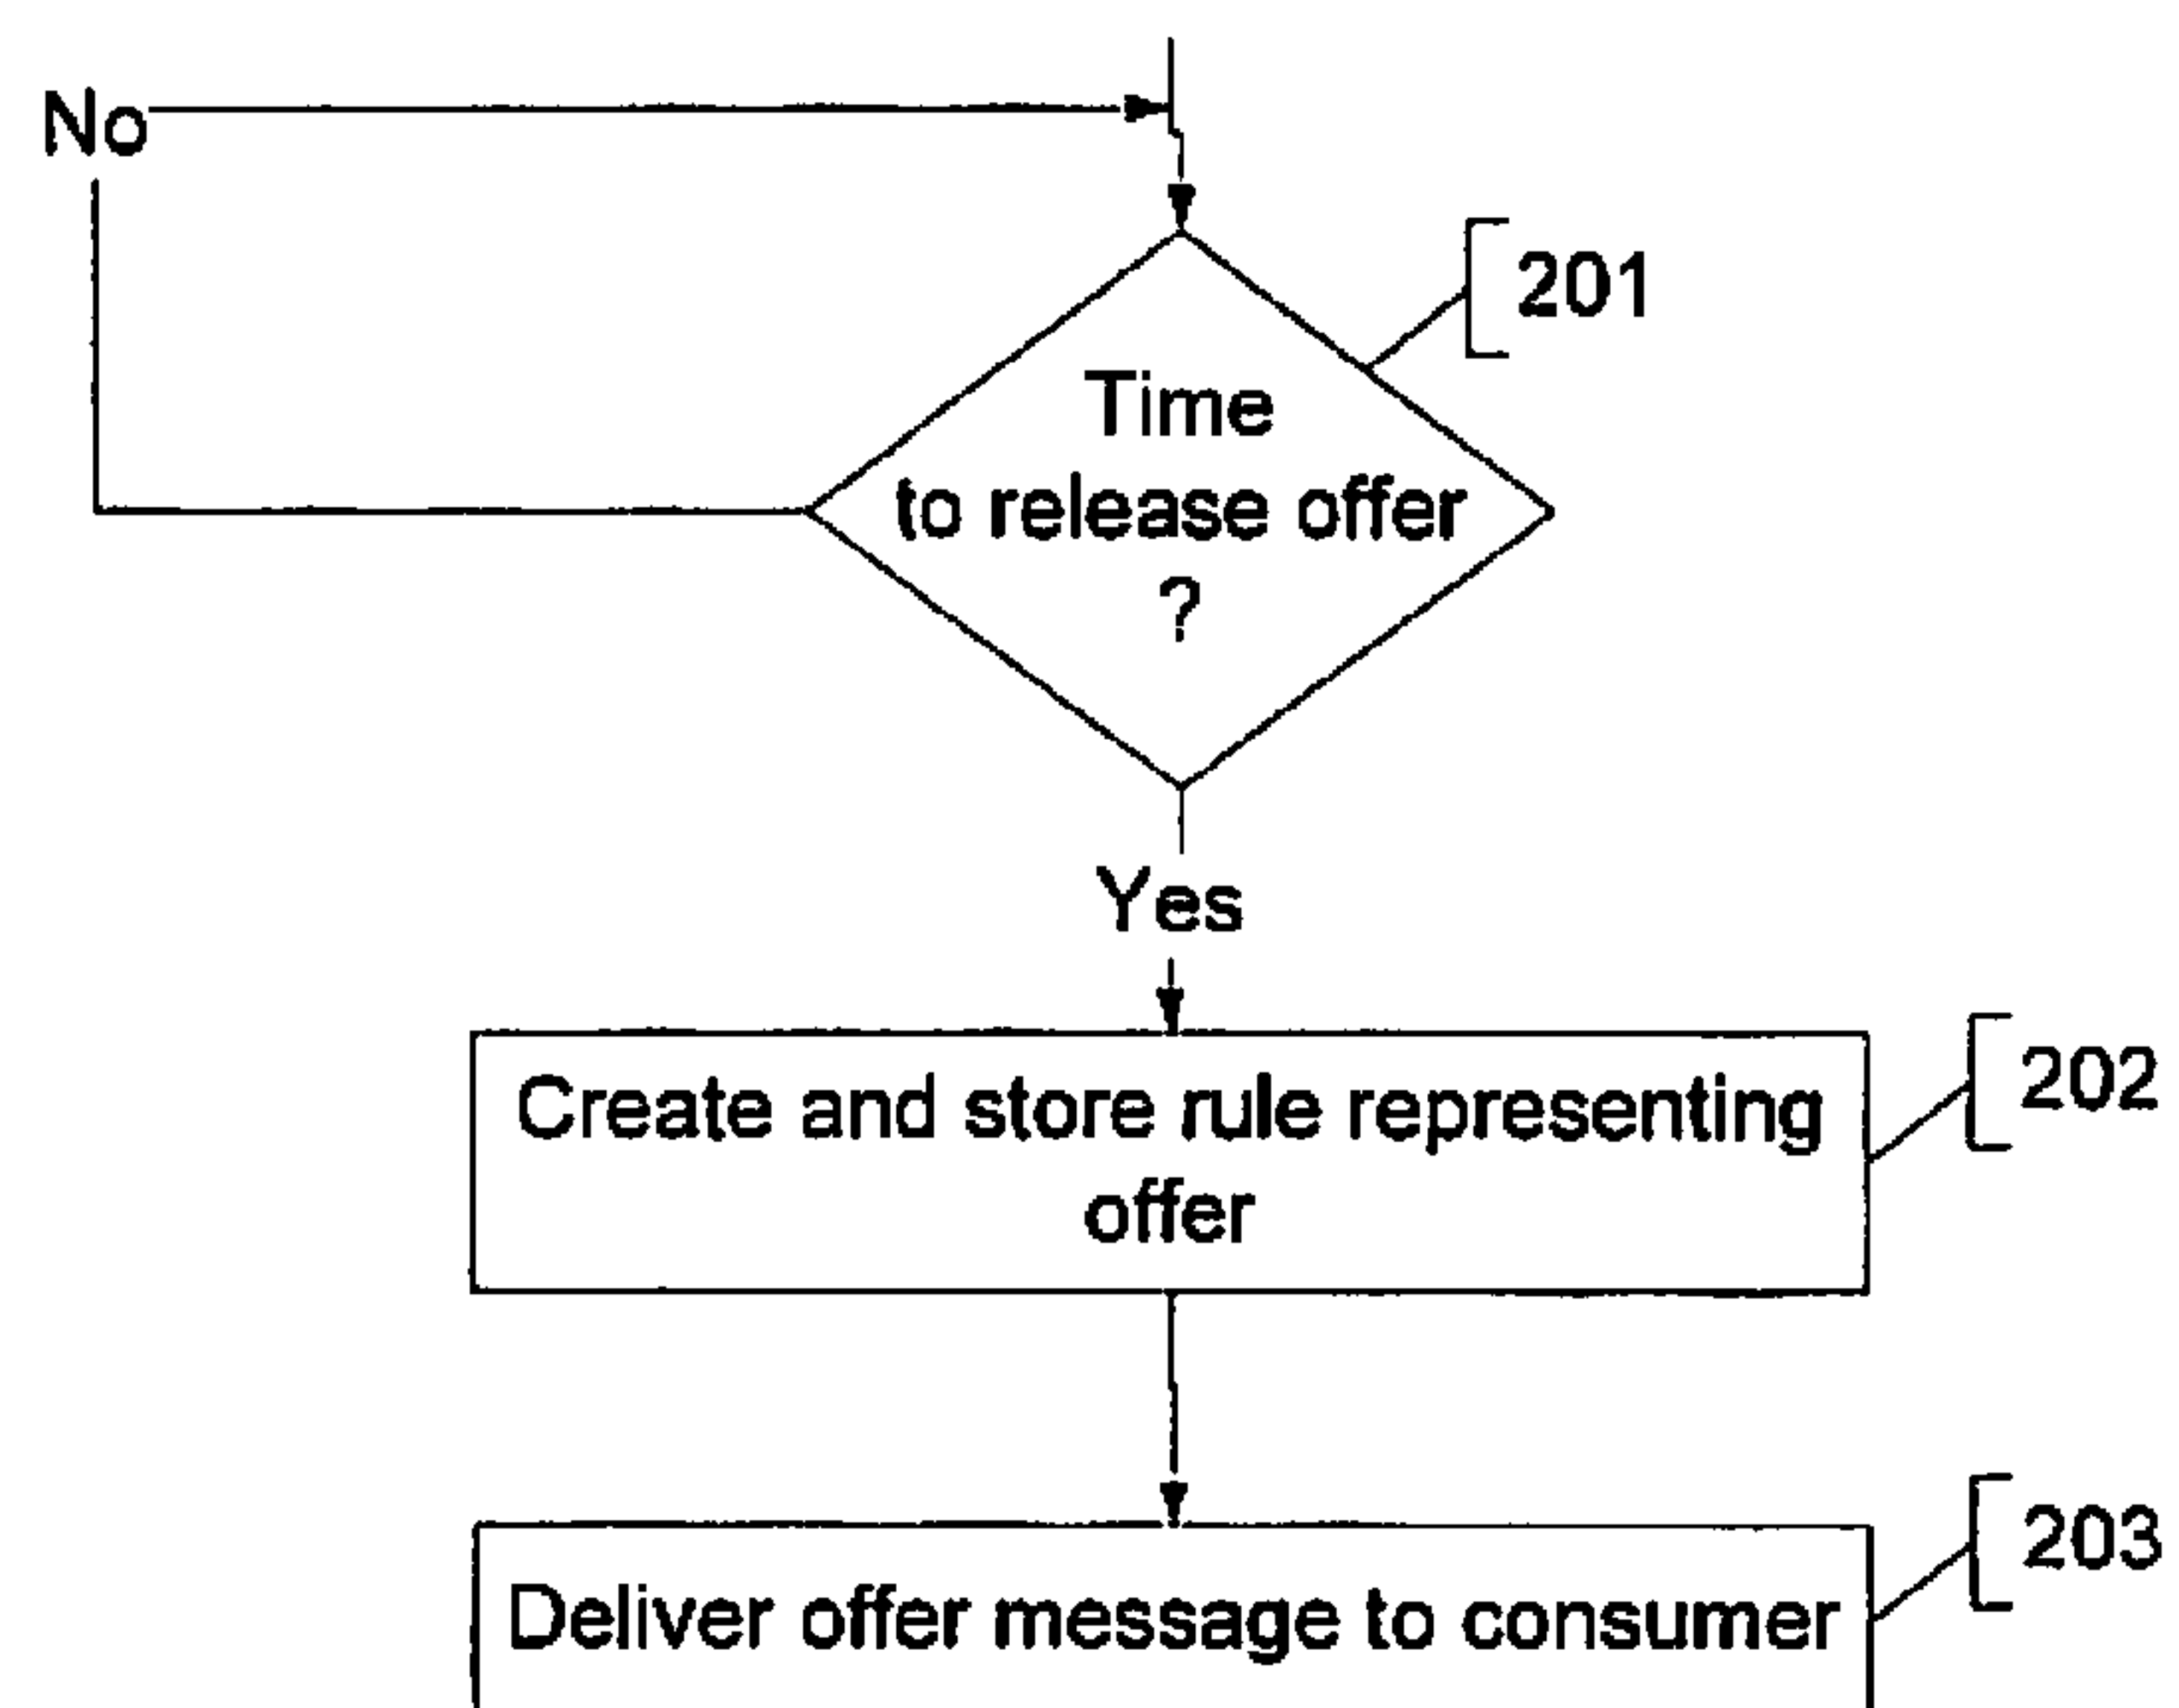 No
201
Time
to release offer
?
Yes
Create and store rule representing
offer
202
203
Deliver offer message to consumer